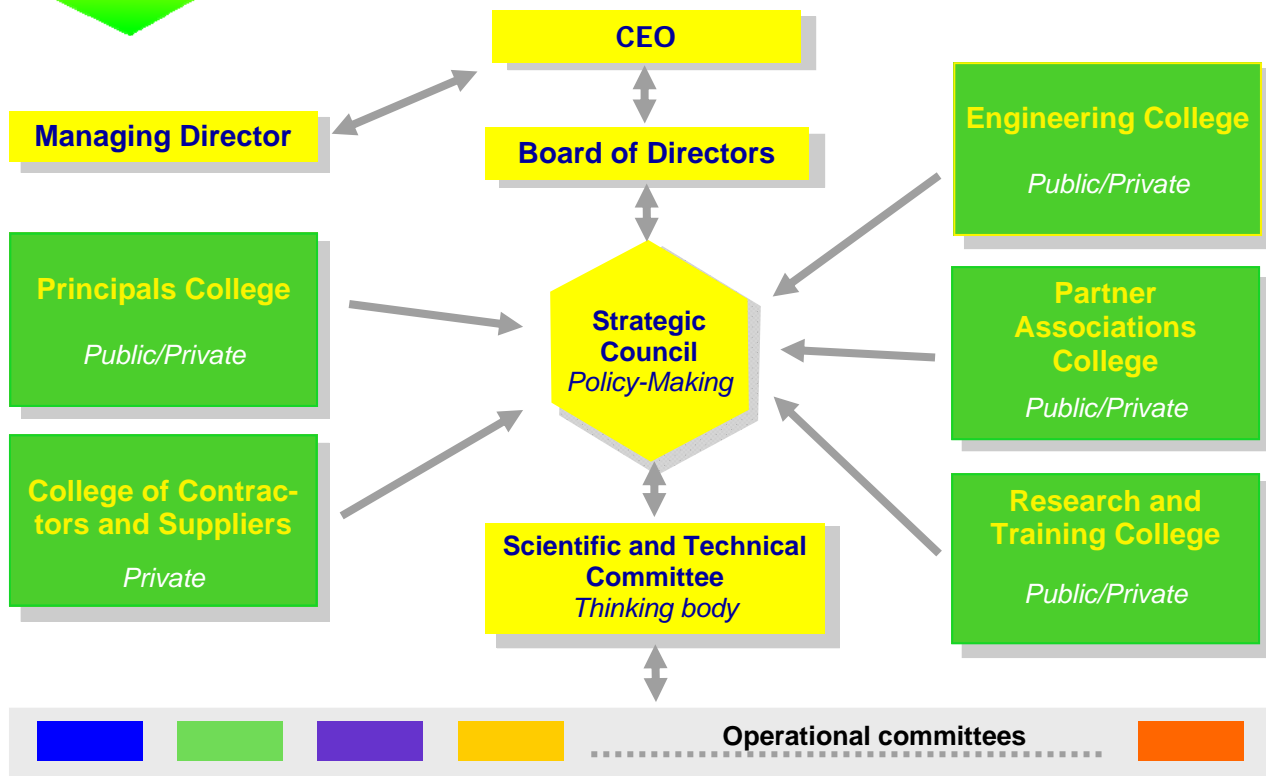 CEO
Managing Director
Board of Directors
Engineering College
Public/Private
Principals College
Public/Private
Strategic
Council
Policy-Making
Partner
Associations
College
Public/Private
College of Contrac-
tors and Suppliers
Private
Scientific and Technical
Committee
Thinking body
Research and
Training College
Public/Private
Operational committees